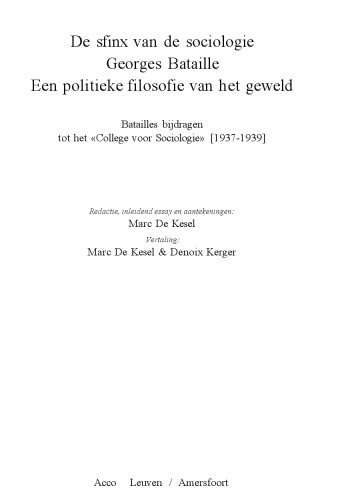 De sfinx van de sociologie
Georges Bataille
Een politieke filosofie van het geweld
Batailles bijdragen
tot het «College voor Sociologie» [1937-1939]
Redactie, inleidend essay en aantekeningen:
Marc De Kesel
Vertaling:
Marc De Kesel & Denoix Kerger
Acco Leuven / Amersfoort